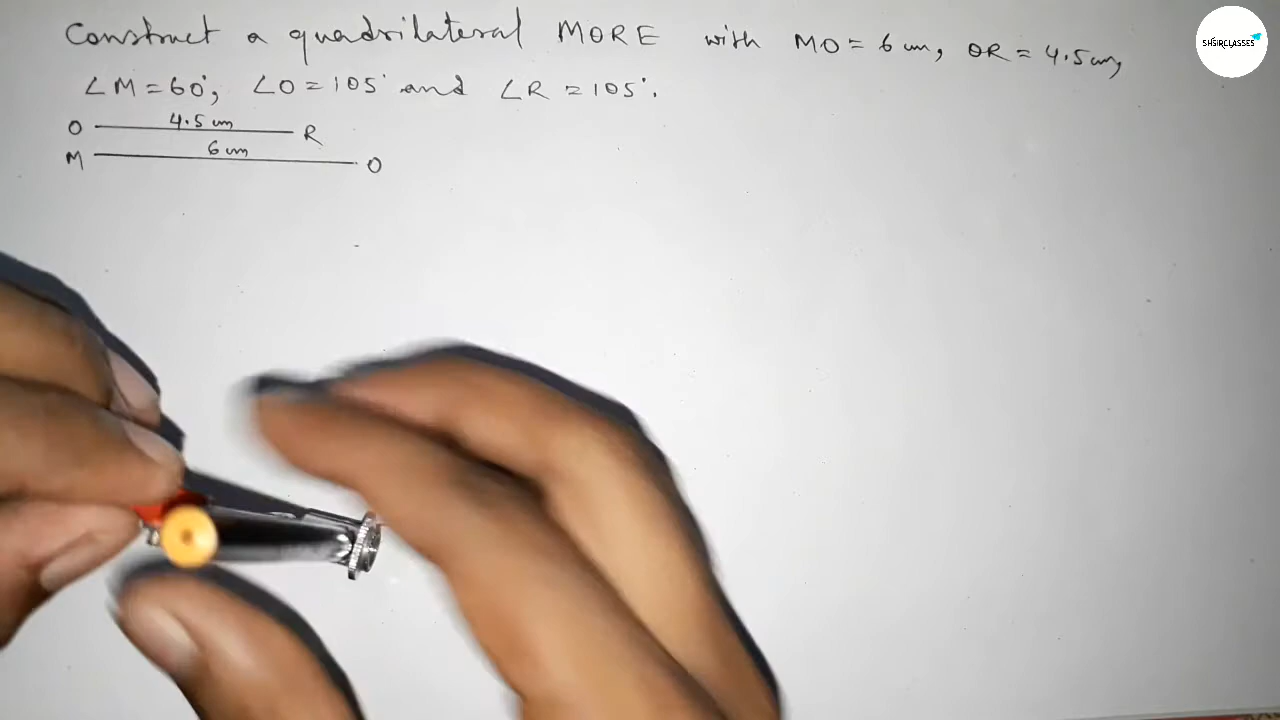 Construct a quadrilateral MORE with MO = 6 cm, OR = 4.5 cm,
∠M = 60°, ∠O = 105° and ∠R = 105°.
O 4.5 cm R
M 6 cm O
SHSIRCLASSES